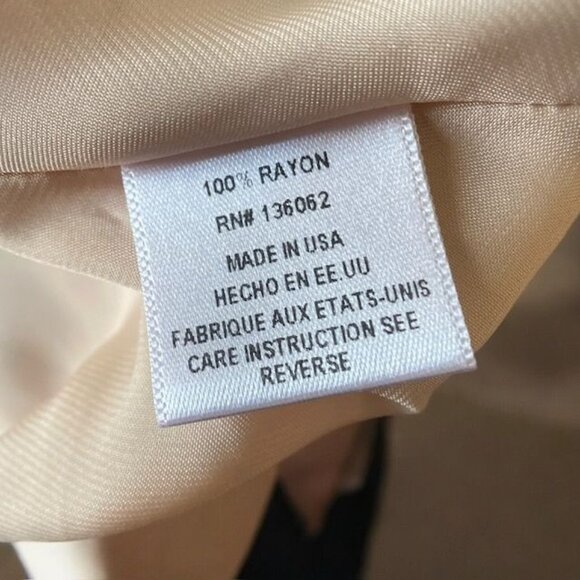 100% RAYON
RN# 136062
MADE IN USA
HECHO EN EE.UU
FABRIQUE AUX ETATS-UNIS
CARE INSTRUCTION SEE
REVERSE